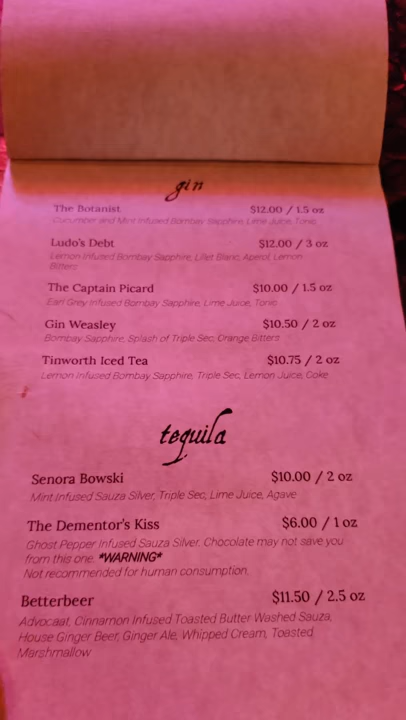 gin
The Botanist $12.00 / 1.5 oz
Cucumber and Mint Infused Bombay Sapphire, Lime Juice, Tonic
Ludo's Debt $12.00 / 3 oz
Lemon Infused Bombay Sapphire, Lillet Blanc, Aperol, Lemon
Bitters
The Captain Picard $10.00 / 1.5 oz
Earl Grey Infused Bombay Sapphire, Lime Juice, Tonic
Gin Weasley $10.50 / 2 oz
Bombay Sapphire, Splash of Triple Sec, Orange Bitters
Tinworth Iced Tea $10.75 / 2 oz
Lemon Infused Bombay Sapphire, Triple Sec, Lemon Juice, Coke
tequila
Senora Bowski $10.00 / 2 oz
Mint Infused Sauza Silver, Triple Sec, Lime Juice, Agave
The Dementor's Kiss $6.00 / 1 oz
Ghost Pepper Infused Sauza Silver. Chocolate may not save you
from this one. *WARNING*
Not recommended for human consumption.
Betterbeer $11.50 / 2.5 oz
Advocaat, Cinnamon Infused Toasted Butter Washed Sauza,
House Ginger Beer, Ginger Ale, Whipped Cream, Toasted
Marshmallow